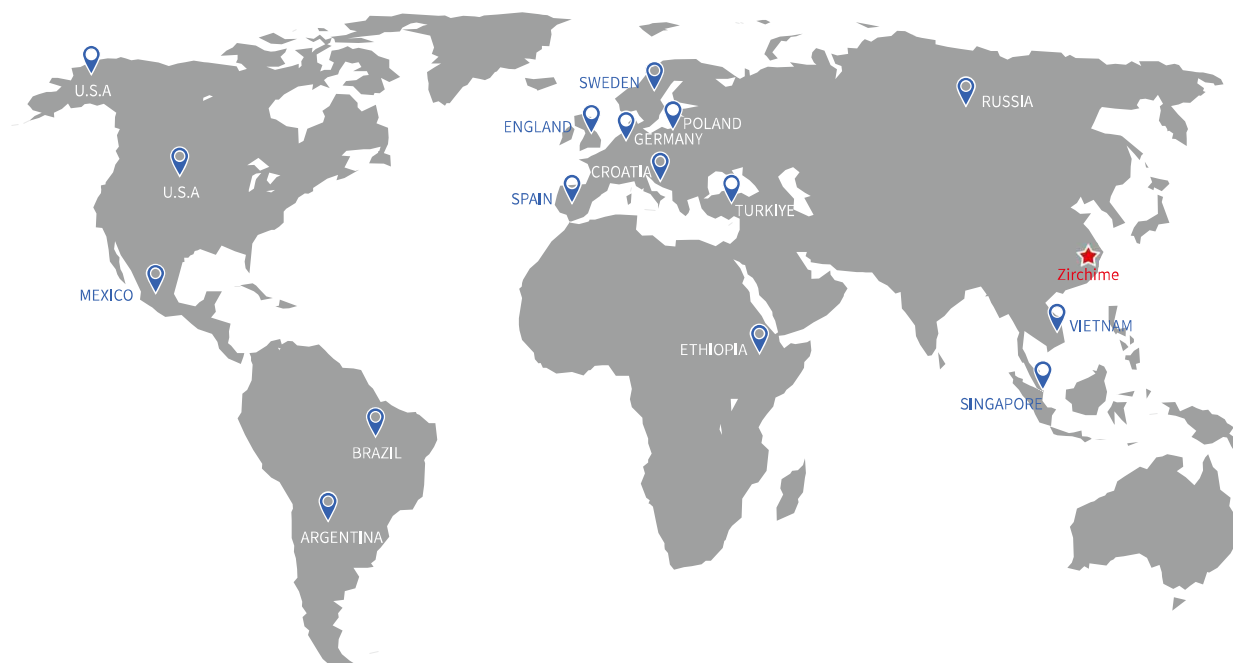 U.S.A
SWEDEN
RUSSIA
ENGLAND
POLAND
GERMANY
CROATIA
U.S.A
SPAIN
TURKIYE
Zirchime
MEXICO
VIETNAM
ETHIOPIA
SINGAPORE
BRAZIL
ARGENTINA